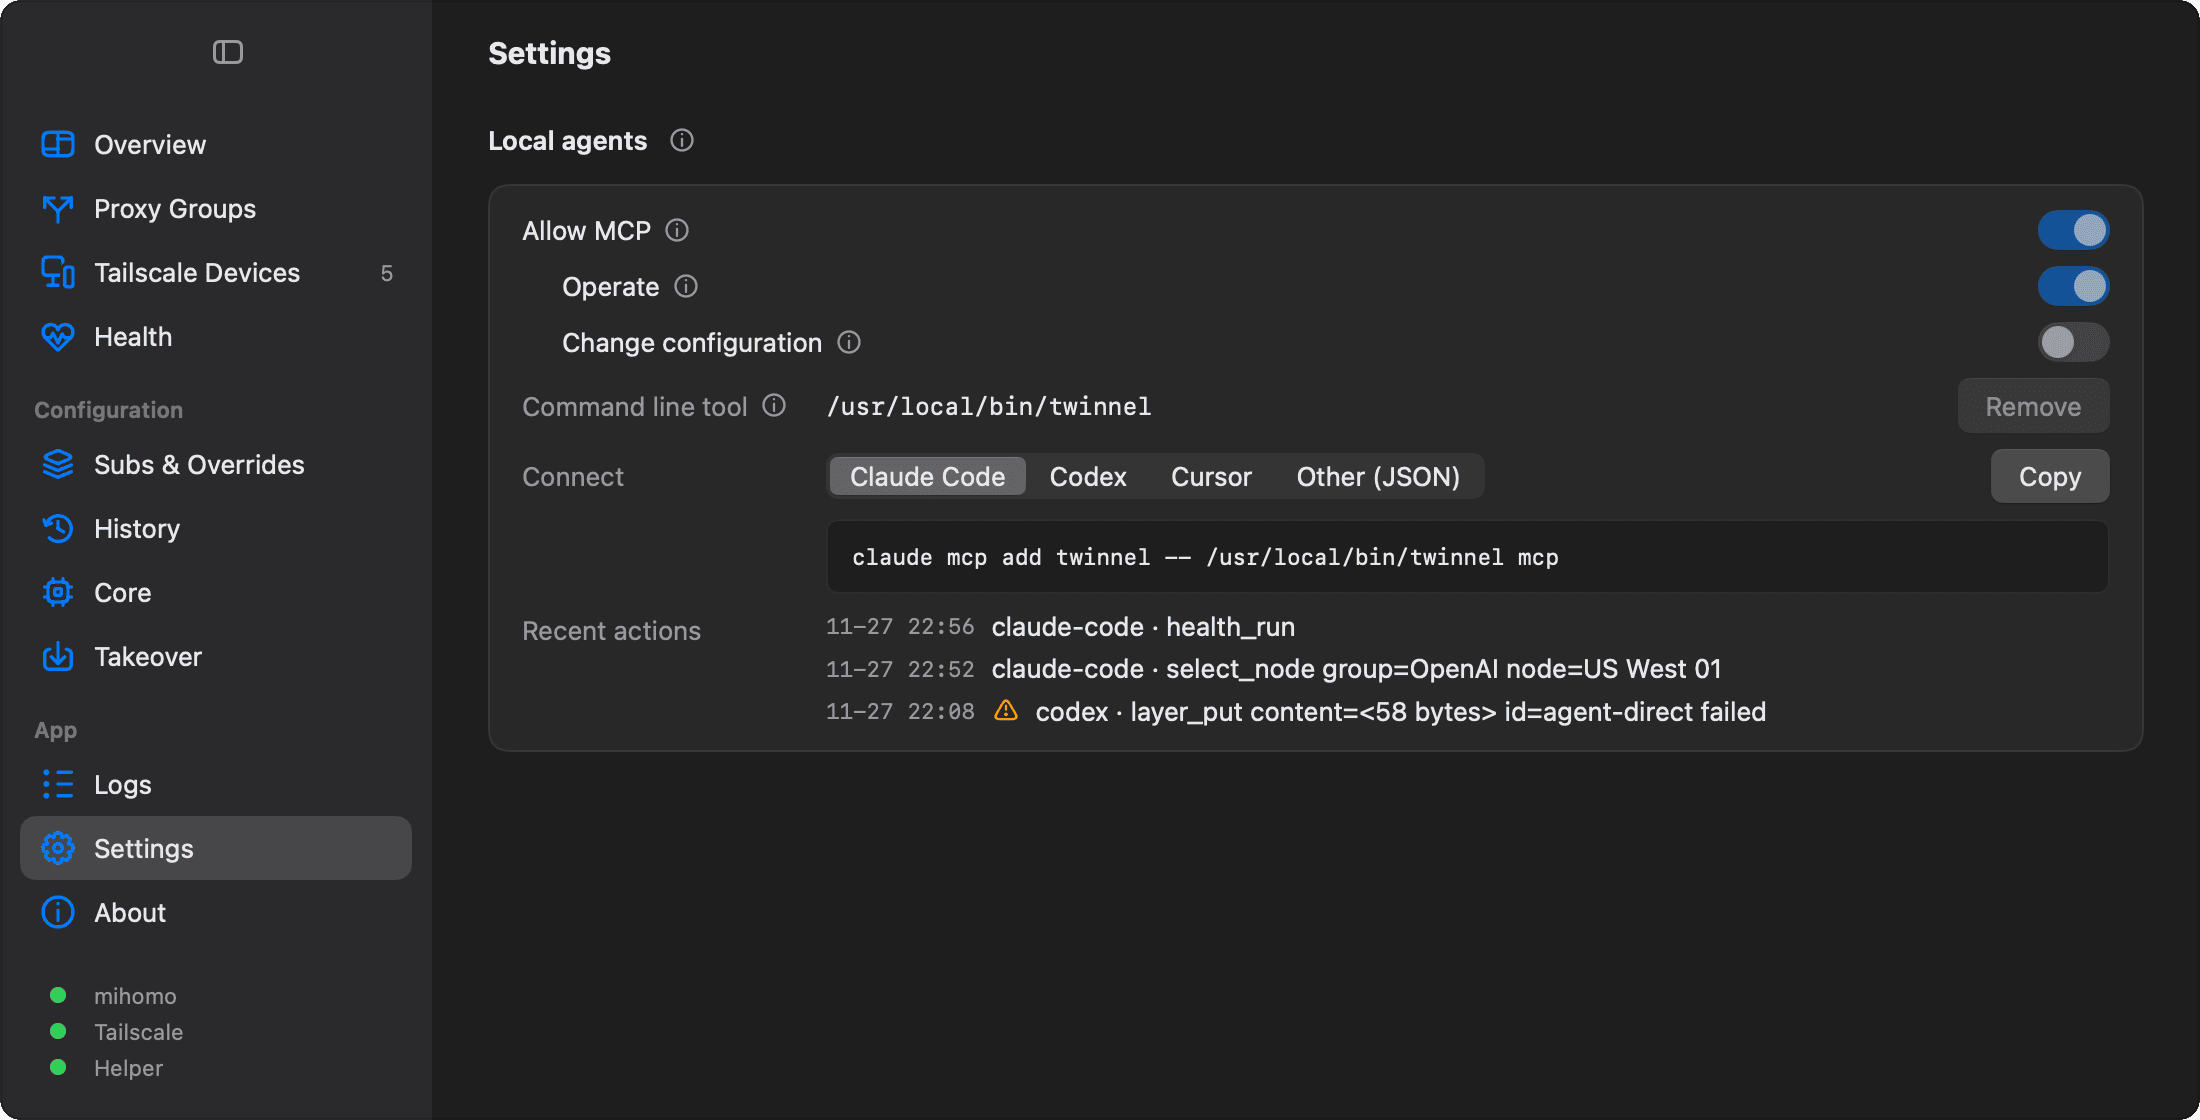 Overview
Proxy Groups
Tailscale Devices 5
Health
Configuration
Subs & Overrides
History
Core
Takeover
App
Logs
Settings
About
mihomo
Tailscale
Helper
Settings
Local agents
Allow MCP
Operate
Change configuration
Command line tool /usr/local/bin/twinnel Remove
Connect Claude Code Codex Cursor Other (JSON) Copy
claude mcp add twinnel -- /usr/local/bin/twinnel mcp
Recent actions 11-27 22:56 claude-code · health_run
11-27 22:52 claude-code · select_node group=OpenAI node=US West 01
11-27 22:08 codex · layer_put content=<58 bytes> id=agent-direct failed